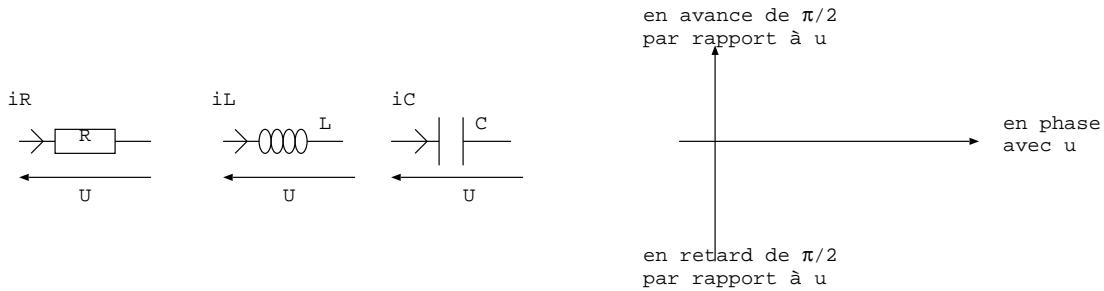 en avance de π/2
par rapport à u
iR
iL
iC
R
L
C
en phase
avec u
U
U
U
en retard de π/2
par rapport à u